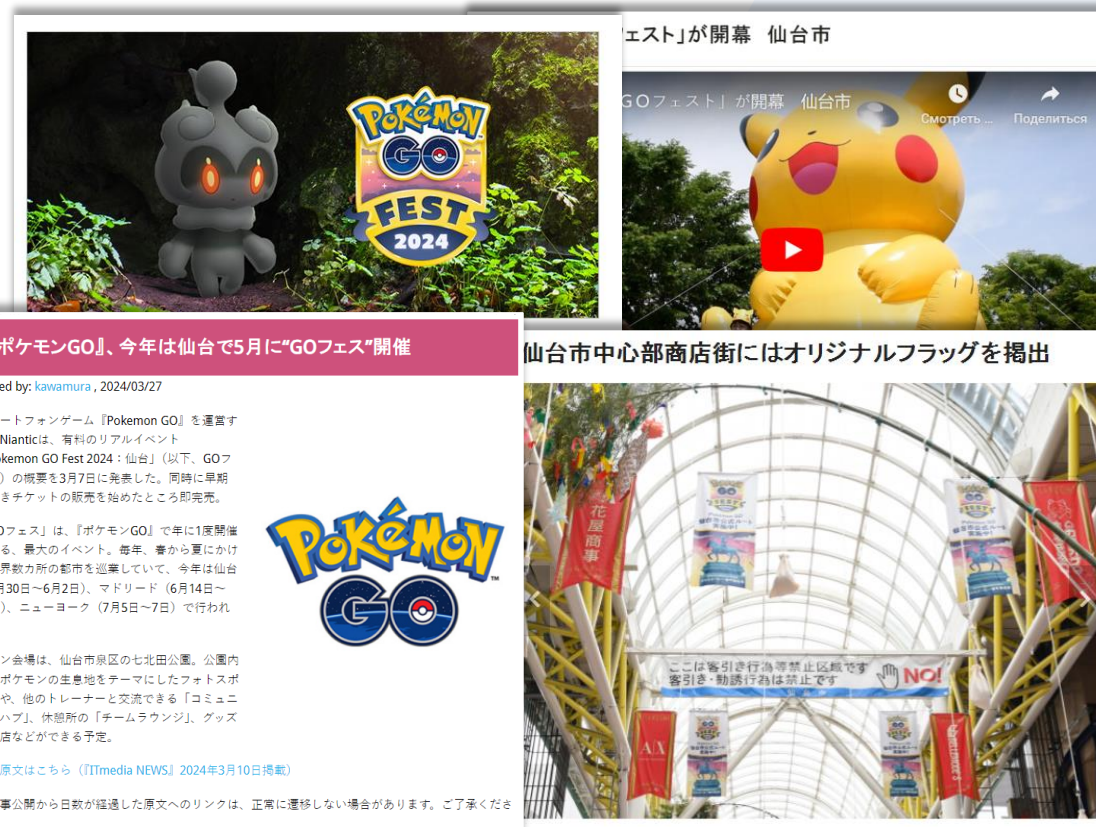 POKÉMON
GO
FEST
2024
ェスト」が開幕 仙台市
GOフェスト」が開幕 仙台市
Смотреть ...
Поделиться
ポケモンGO』、今年は仙台で5月に“GOフェス”開催
ed by: kawamura , 2024/03/27
ートフォンゲーム『Pokemon GO』を運営す
Nianticは、有料のリアルイベント
okemon GO Fest 2024：仙台」（以下、GOフ
）の概要を3月7日に発表した。同時に早期
きチケットの販売を始めたところ即完売。
Oフェス」は、『ポケモンGO』で年に1度開催
る、最大のイベント。毎年、春から夏にかけ
界数カ所の都市を巡業していて、今年は仙台
月30日～6月2日）、マドリード（6月14日～
）、ニューヨーク（7月5日～7日）で行われ
ン会場は、仙台市泉区の七北田公園。公園内
ポケモンの生息地をテーマにしたフォトスポ
や、他のトレーナーと交流できる「コミュニ
ハブ」、休憩所の「チームラウンジ」、グッズ
店などができる予定。
原文はこちら（『ITmedia NEWS』2024年3月10日掲載）
事公開から日数が経過した原文へのリンクは、正常に遷移しない場合があります。ご了承くださ
POKÉMON
GO
™
仙台市中心部商店街にはオリジナルフラッグを掲出
花屋商事
ここは客引き行為等禁止区域です
客引き・勧誘行為は禁止です
NO!
A|X